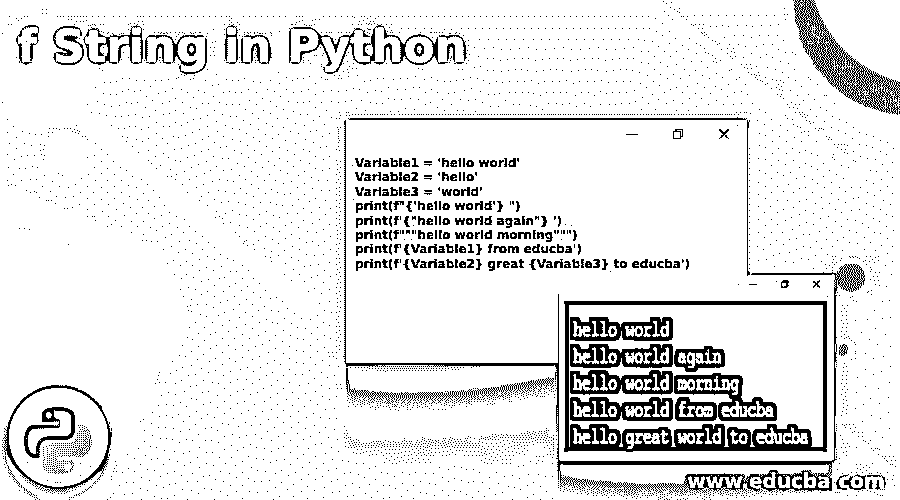 f String in Python
Variable1 = 'hello world'
Variable2 = 'hello'
Variable3 = 'world'
print(f"{'hello world'} ")
print(f'{"hello world again"} ')
print(f"""hello world morning""")
print(f'{Variable1} from educba')
print(f'{Variable2} great {Variable3} to educba')
hello world
hello world again
hello world morning
hello world from educba
hello great world to educba
www.educba.com